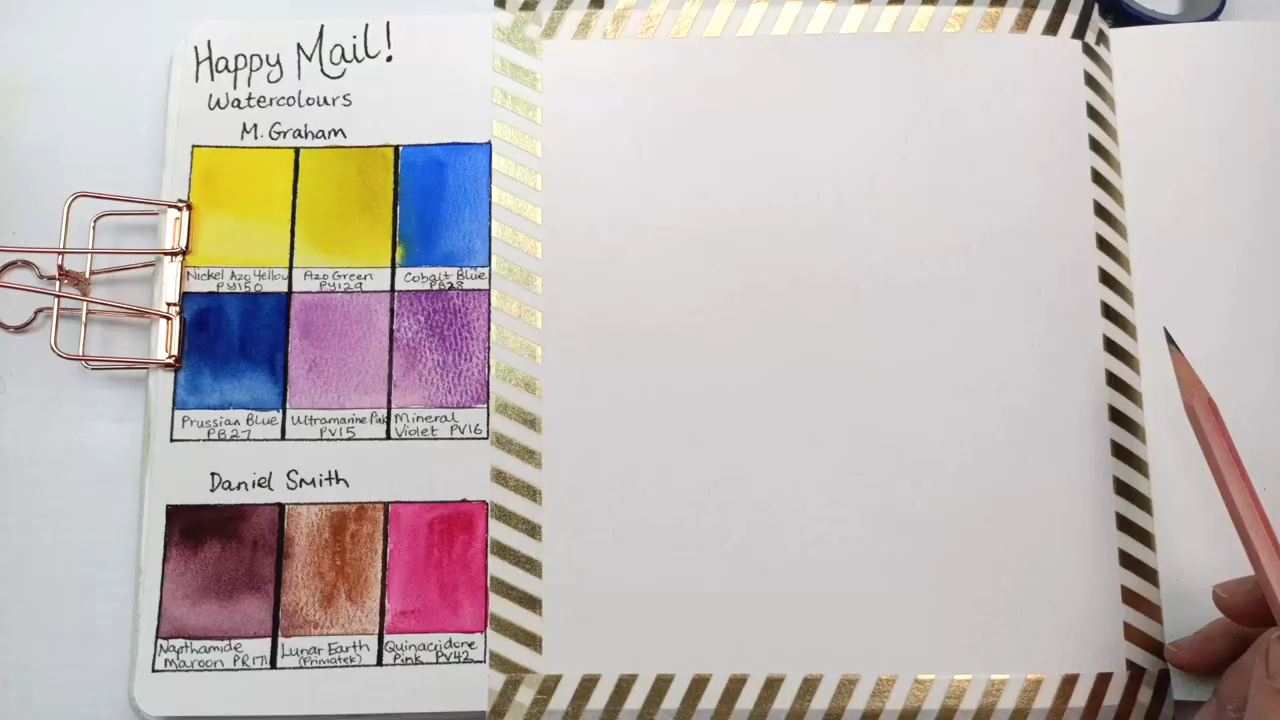 Happy Mail!
Watercolours
M. Graham
Nickel Azo Yellow
PY150
Azo Green
PY129
Cobalt Blue
PB28
Prussian Blue
PB27
Ultramarine Pink
PV15
Mineral
Violet PV16
Daniel Smith
Napthamide
Maroon PR171
Lunar Earth
(Primatek)
Quinacridone
Pink PV42